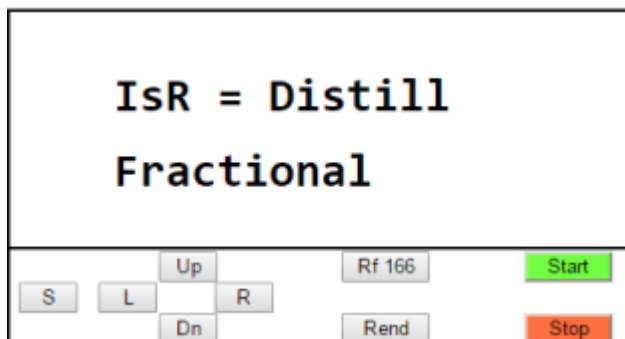 IsR = Distill
Fractional
Up Rf 166 Start
S L R
Dn Rend Stop